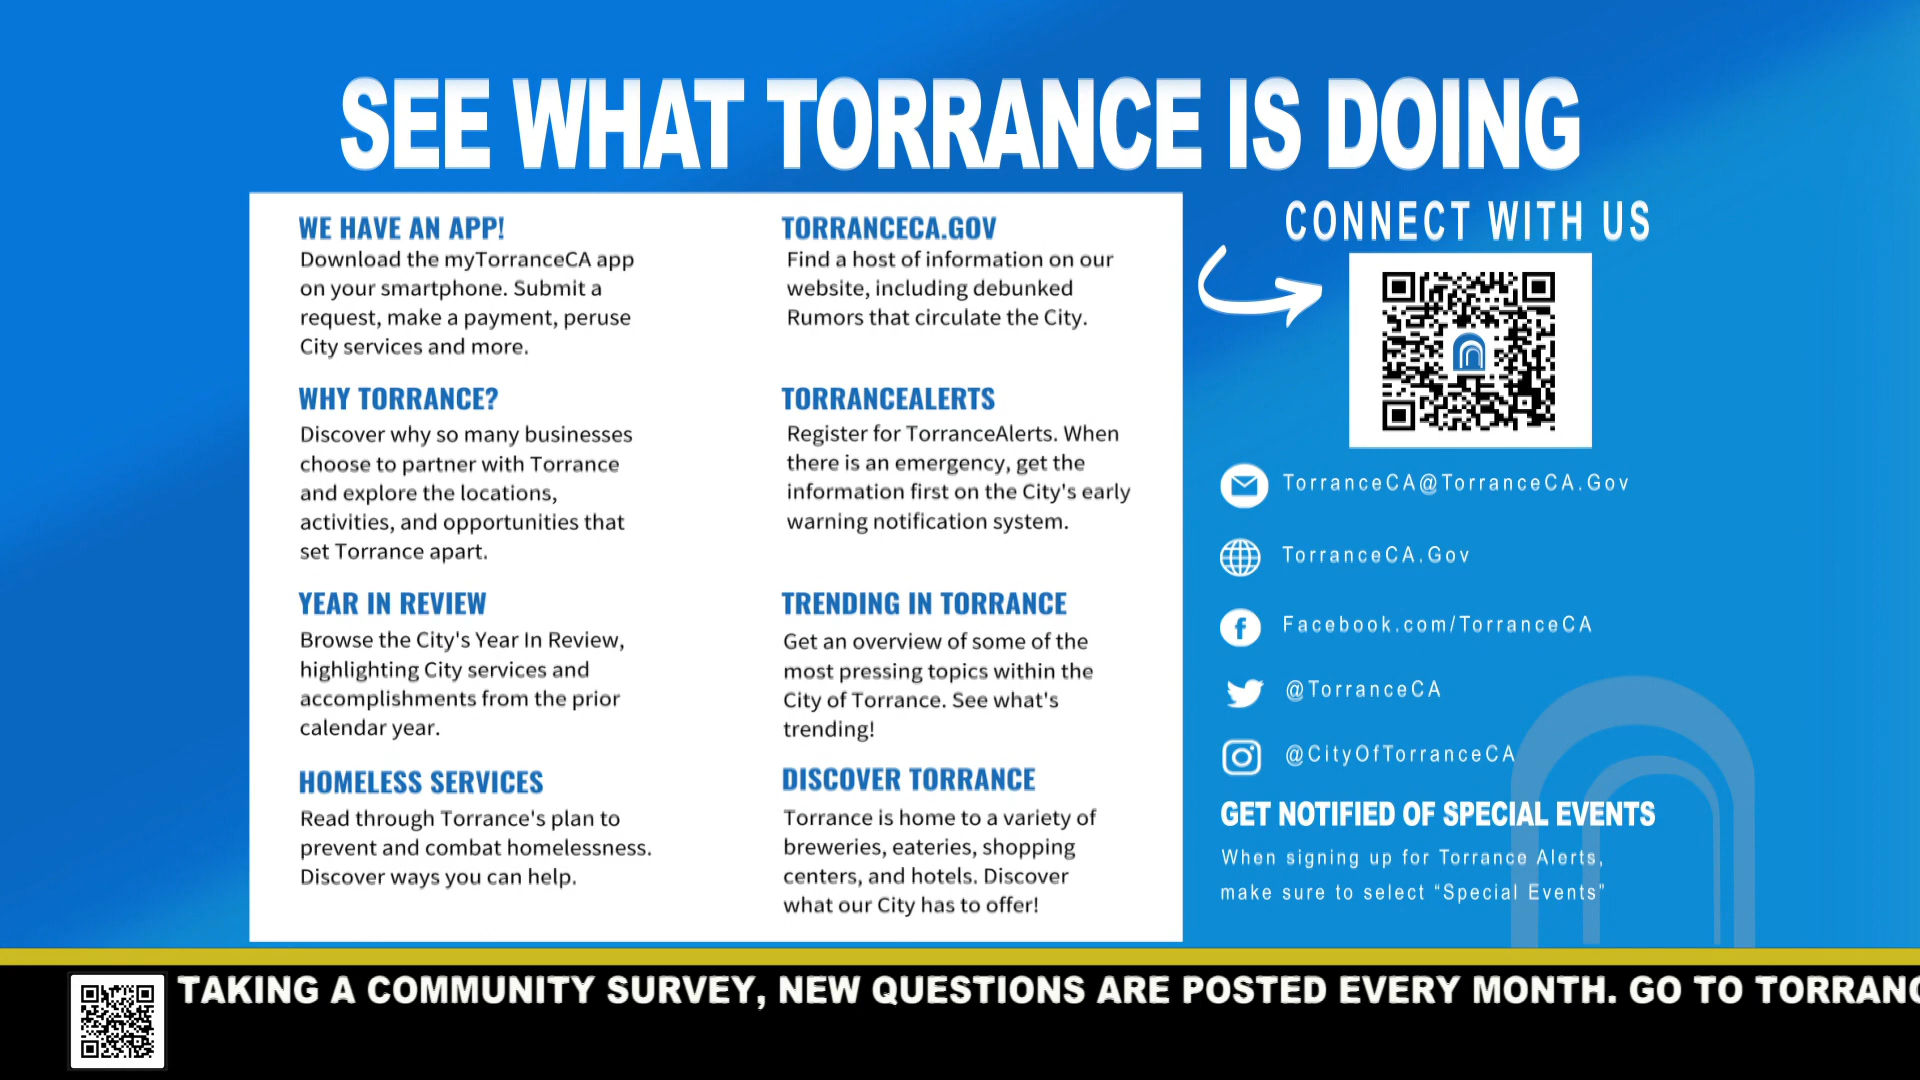 SEE WHAT TORRANCE IS DOING
WE HAVE AN APP!
Download the myTorranceCA app
on your smartphone. Submit a
request, make a payment, peruse
City services and more.
WHY TORRANCE?
Discover why so many businesses
choose to partner with Torrance
and explore the locations,
activities, and opportunities that
set Torrance apart.
YEAR IN REVIEW
Browse the City's Year In Review,
highlighting City services and
accomplishments from the prior
calendar year.
HOMELESS SERVICES
Read through Torrance's plan to
prevent and combat homelessness.
Discover ways you can help.
TORRANCECA.GOV
Find a host of information on our
website, including debunked
Rumors that circulate the City.
TORRANCEALERTS
Register for TorranceAlerts. When
there is an emergency, get the
information first on the City's early
warning notification system.
TRENDING IN TORRANCE
Get an overview of some of the
most pressing topics within the
City of Torrance. See what's
trending!
DISCOVER TORRANCE
Torrance is home to a variety of
breweries, eateries, shopping
centers, and hotels. Discover
what our City has to offer!
CONNECT WITH US
TorranceCA@TorranceCA.Gov
TorranceCA.Gov
Facebook.com/TorranceCA
@TorranceCA
@CityOfTorranceCA
GET NOTIFIED OF SPECIAL EVENTS
When signing up for Torrance Alerts,
make sure to select “Special Events”
TAKING A COMMUNITY SURVEY, NEW QUESTIONS ARE POSTED EVERY MONTH. GO TO TORRANC